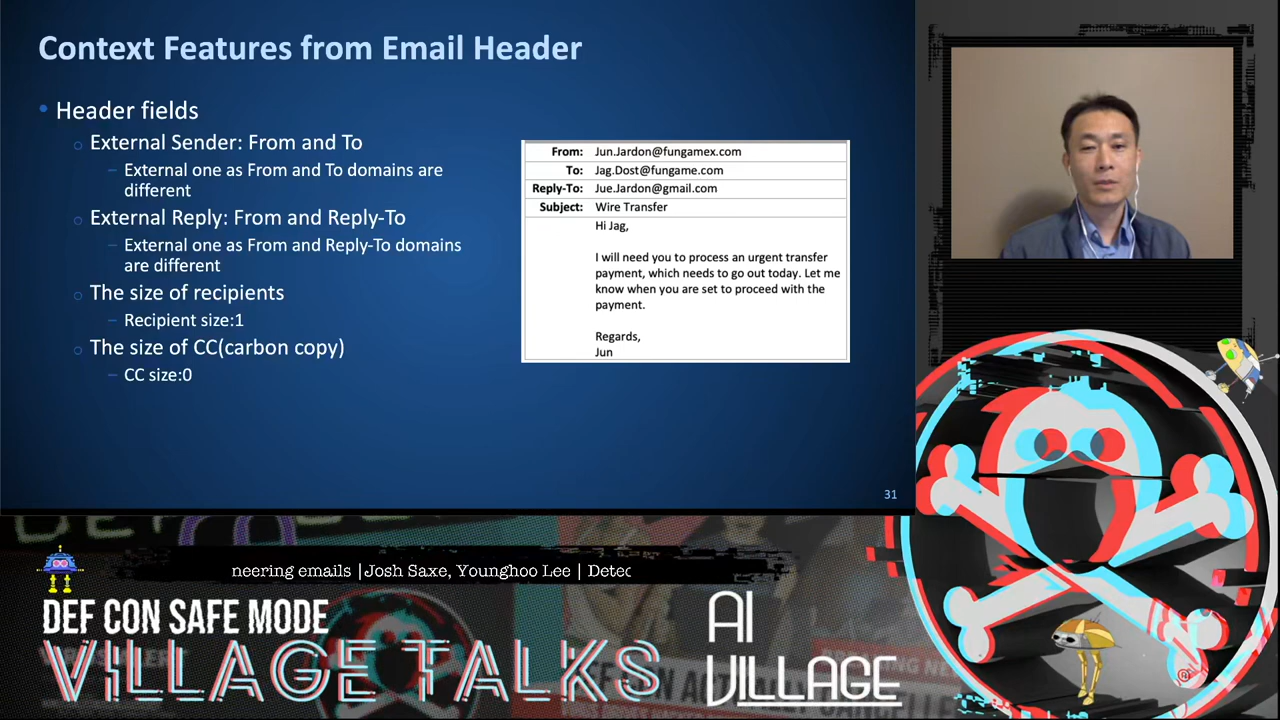 Context Features from Email Header
• Header fields
○ External Sender: From and To
– External one as From and To domains are
different
○ External Reply: From and Reply-To
– External one as From and Reply-To domains
are different
○ The size of recipients
– Recipient size:1
○ The size of CC(carbon copy)
– CC size:0
From: Jun.Jardon@fungamex.com
To: Jag.Dost@fungame.com
Reply-To: Jue.Jardon@gmail.com
Subject: Wire Transfer
Hi Jag,
I will need you to process an urgent transfer
payment, which needs to go out today. Let me
know when you are set to proceed with the
payment.
Regards,
Jun
31
neering emails |Josh Saxe, Younghoo Lee | Detec
DEF CON SAFE MODE
VILLAGE TALKS
AI
VILLAGE